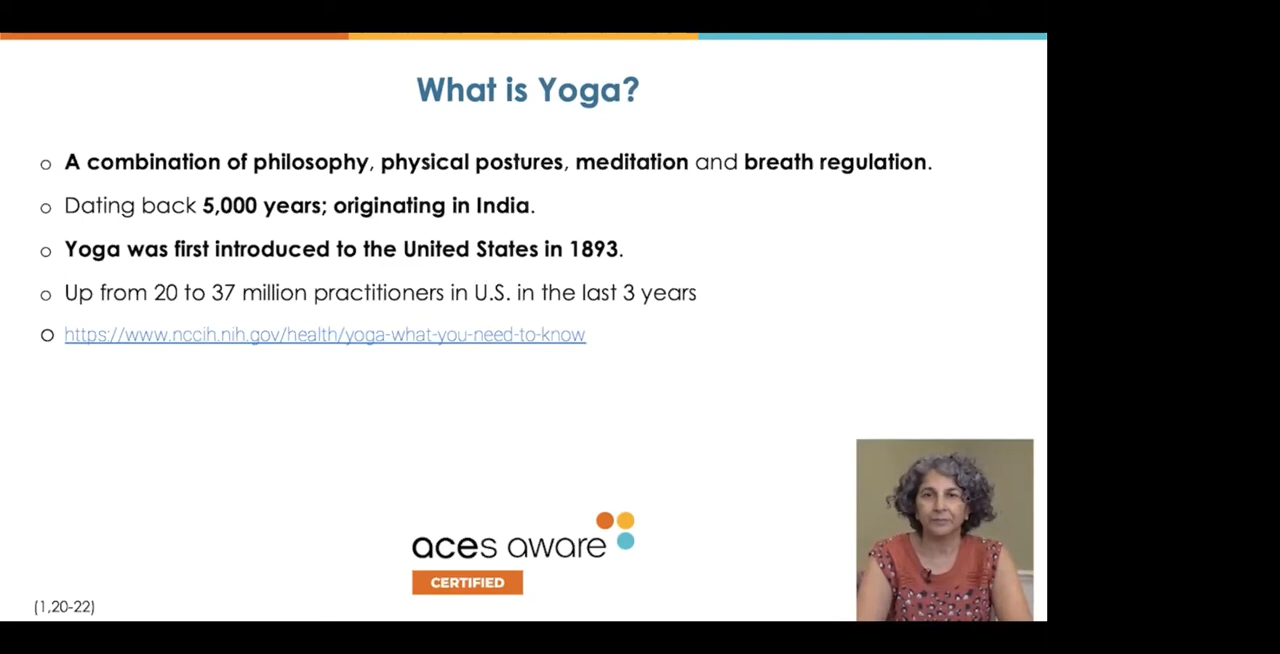 What is Yoga?
A combination of philosophy, physical postures, meditation and breath regulation.
Dating back 5,000 years; originating in India.
Yoga was first introduced to the United States in 1893.
Up from 20 to 37 million practitioners in U.S. in the last 3 years
https://www.nccih.nih.gov/health/yoga-what-you-need-to-know
aces aware
CERTIFIED
(1,20-22)